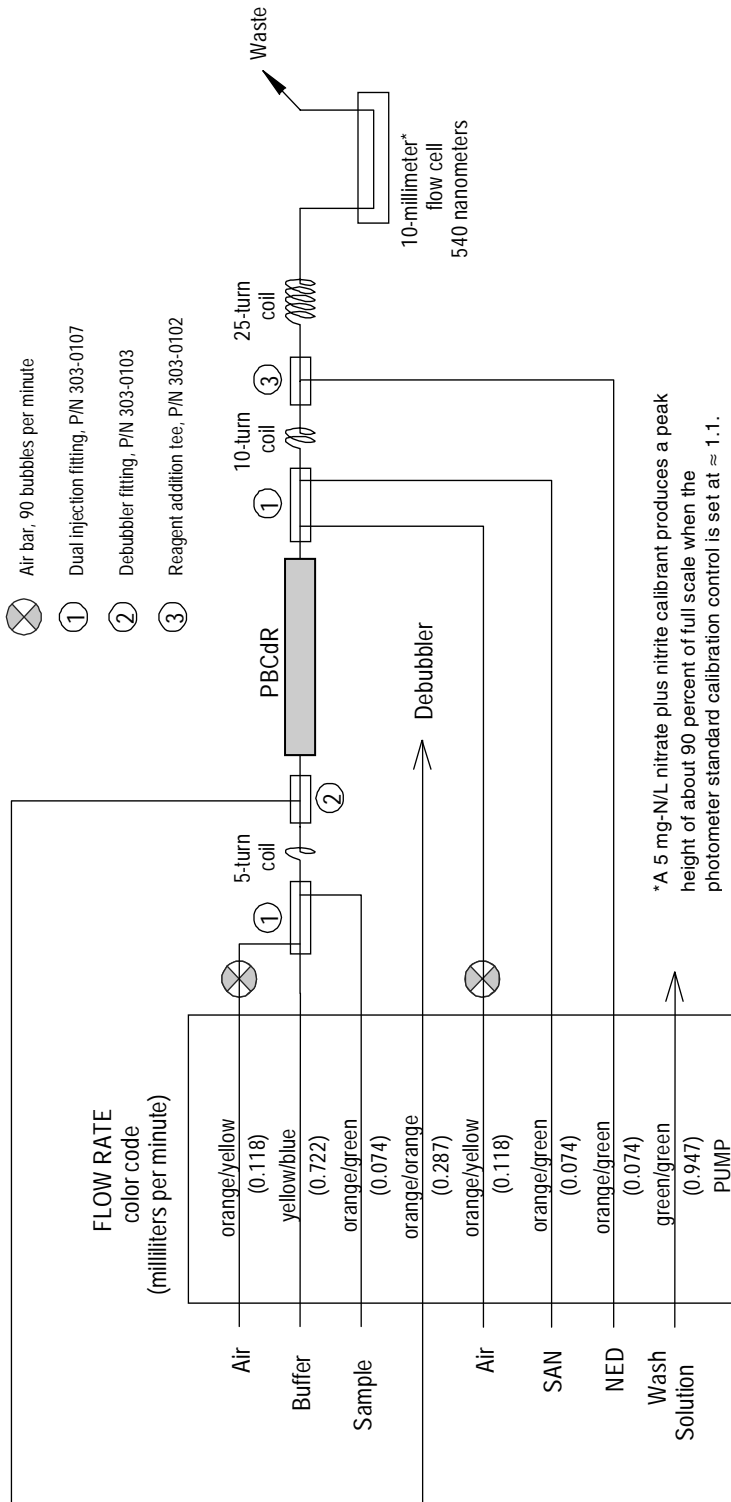 Air bar, 90 bubbles per minute
1
Dual injection fitting, P/N 303-0107
2
Debubbler fitting, P/N 303-0103
3
Reagent addition tee, P/N 303-0102
FLOW RATE
color code
(milliliters per minute)
Air
orange/yellow
(0.118)
Buffer
yellow/blue
(0.722)
Sample
orange/green
(0.074)
orange/orange
(0.287)
Air
orange/yellow
(0.118)
SAN
orange/green
(0.074)
NED
orange/green
(0.074)
Wash
Solution
green/green
(0.947)
PUMP
1
5-turn
coil
2
PBCdR
Debubbler
1
10-turn
coil
3
25-turn
coil
10-millimeter*
flow cell
540 nanometers
Waste
*A 5 mg-N/L nitrate plus nitrite calibrant produces a peak
height of about 90 percent of full scale when the
photometer standard calibration control is set at ≈ 1.1.